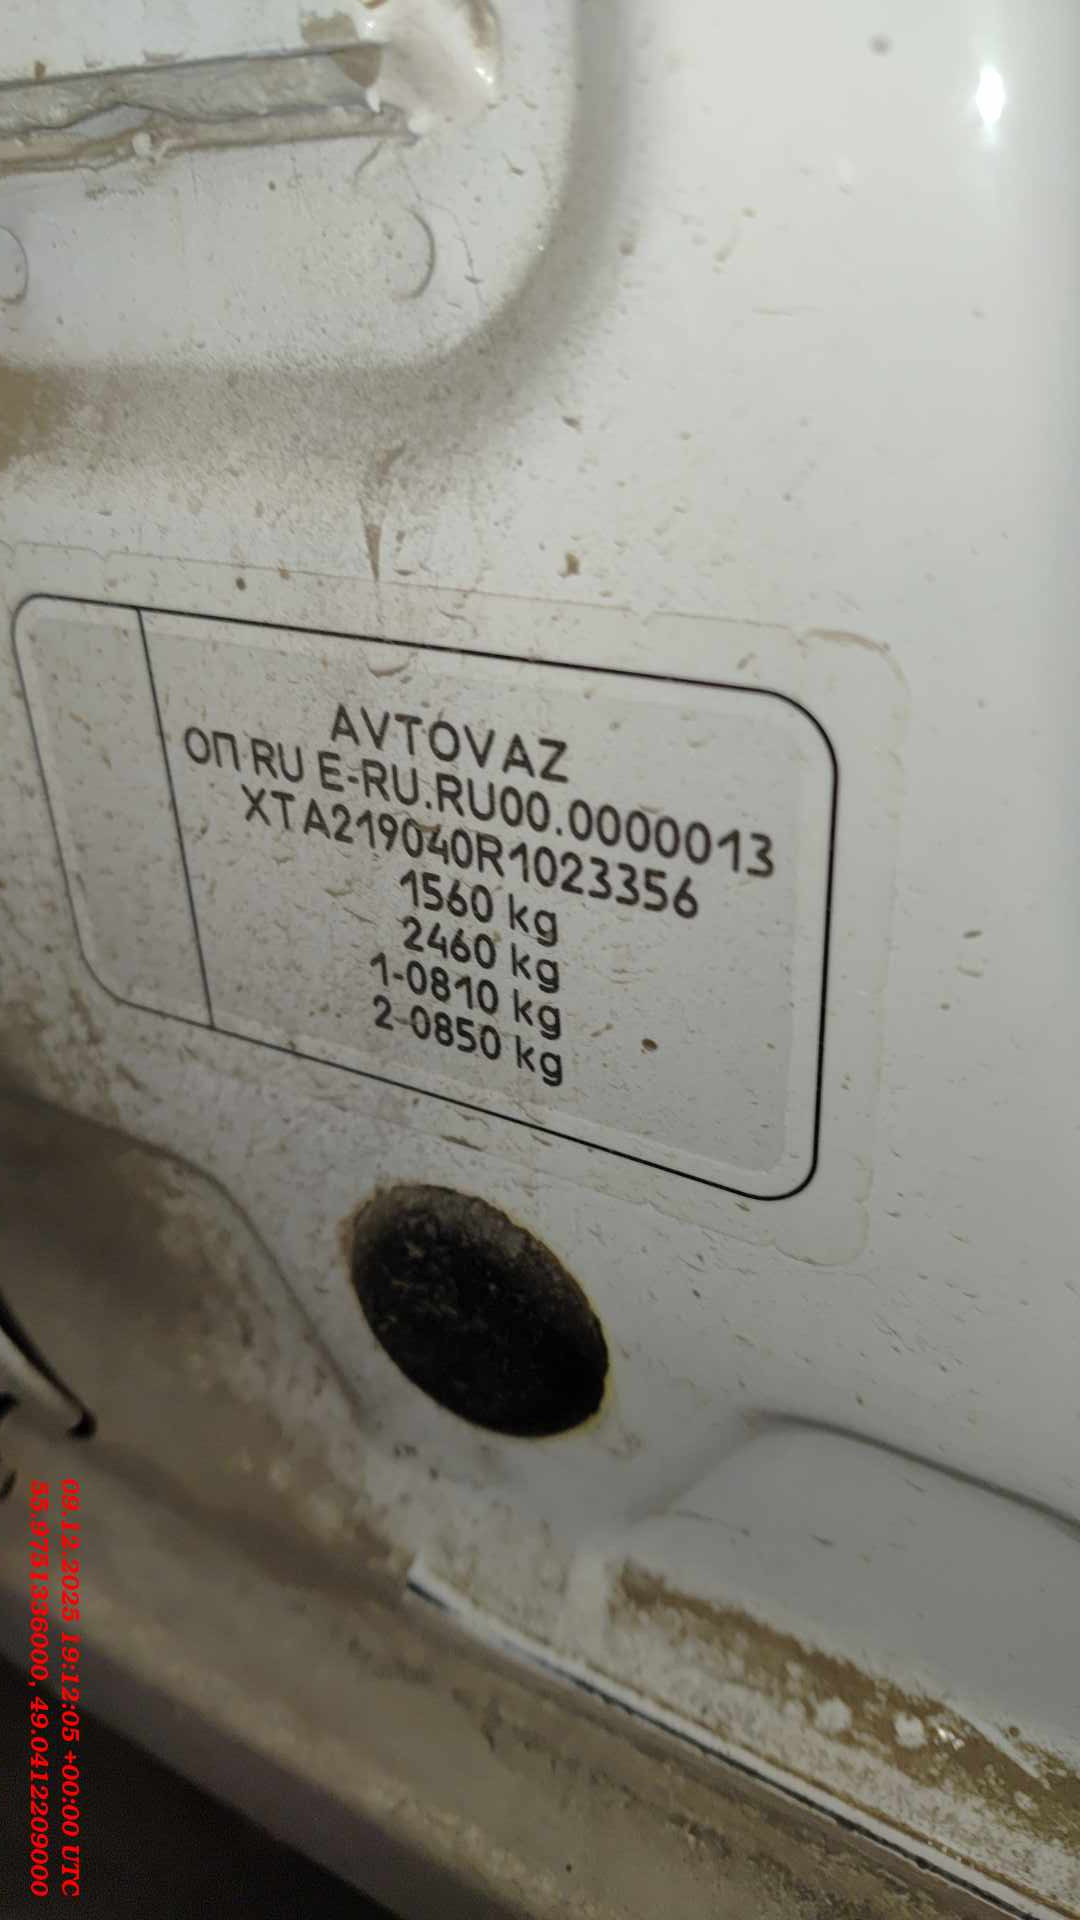 AVTOVAZ
ОП RU E-RU.RU00.0000013
XTA219040R1023356
1560 kg
2460 kg
1-0810 kg
2-0850 kg
09.12.2025 19:12:05 +00:00 UTC
55.9751336000, 49.0412209000